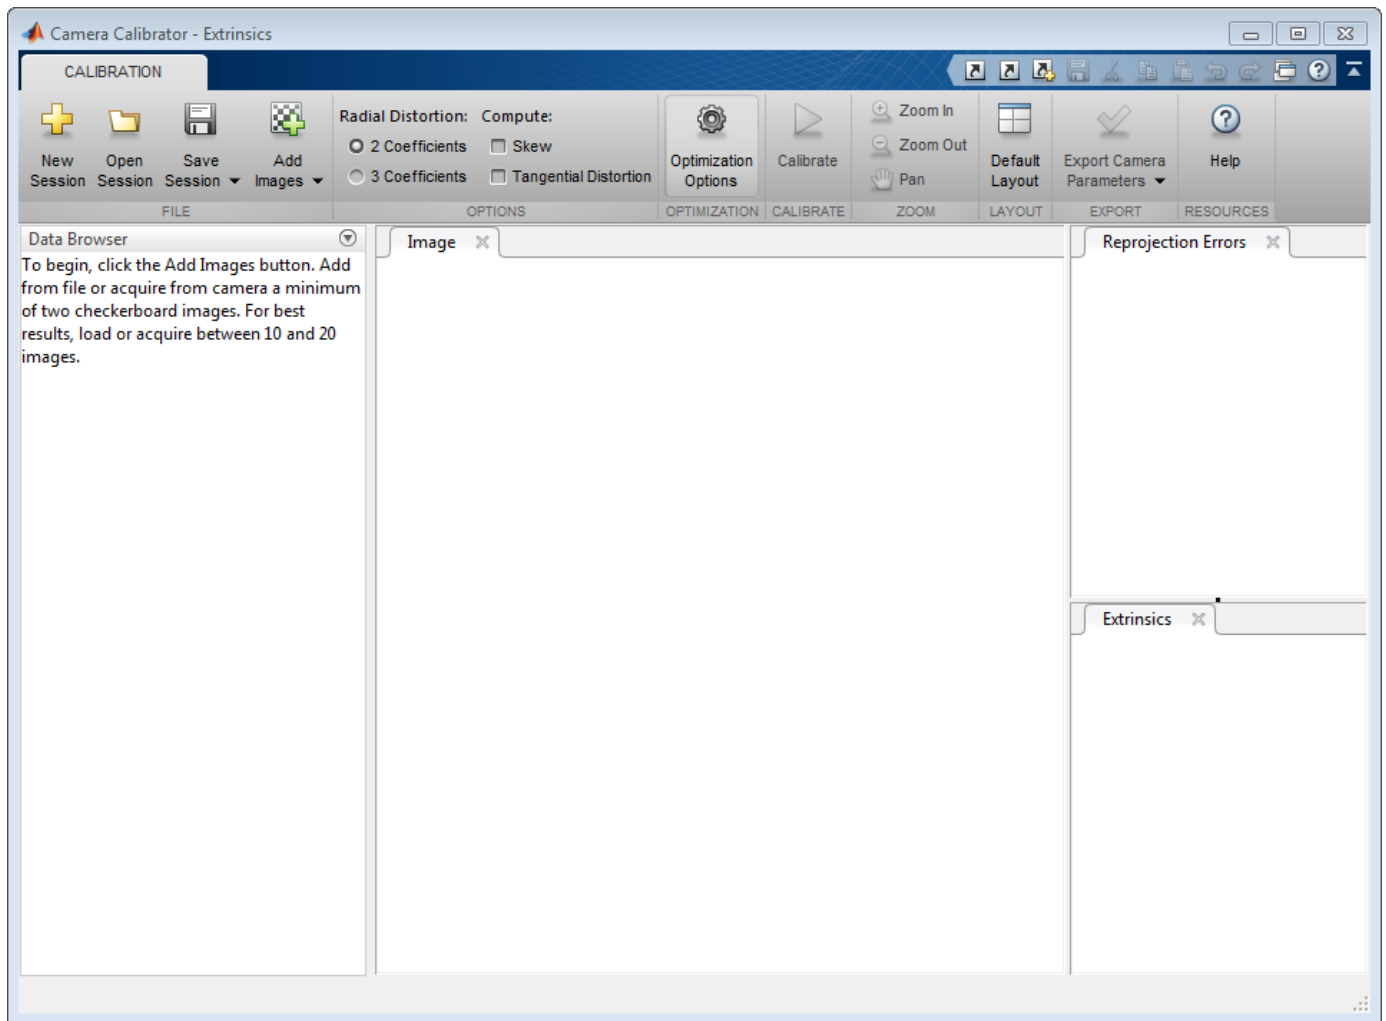 Camera Calibrator - Extrinsics
CALIBRATION
New
Session
Open
Session
Save
Session
Add
Images
FILE
Radial Distortion:
2 Coefficients
3 Coefficients
Compute:
Skew
Tangential Distortion
OPTIONS
Optimization
Options
OPTIMIZATION
Calibrate
CALIBRATE
Zoom In
Zoom Out
Pan
ZOOM
Default
Layout
LAYOUT
Export Camera
Parameters
EXPORT
Help
RESOURCES
Data Browser
To begin, click the Add Images button. Add
from file or acquire from camera a minimum
of two checkerboard images. For best
results, load or acquire between 10 and 20
images.
Image
Reprojection Errors
Extrinsics